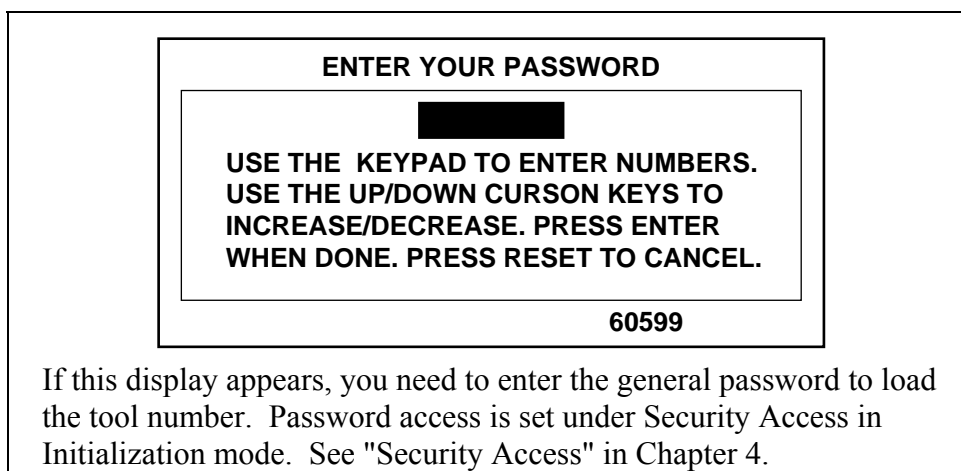 ENTER YOUR PASSWORD
USE THE  KEYPAD TO ENTER NUMBERS.
USE THE UP/DOWN CURSON KEYS TO
INCREASE/DECREASE. PRESS ENTER
WHEN DONE. PRESS RESET TO CANCEL.
60599
If this display appears, you need to enter the general password to load
the tool number.  Password access is set under Security Access in
Initialization mode.  See "Security Access" in Chapter 4.